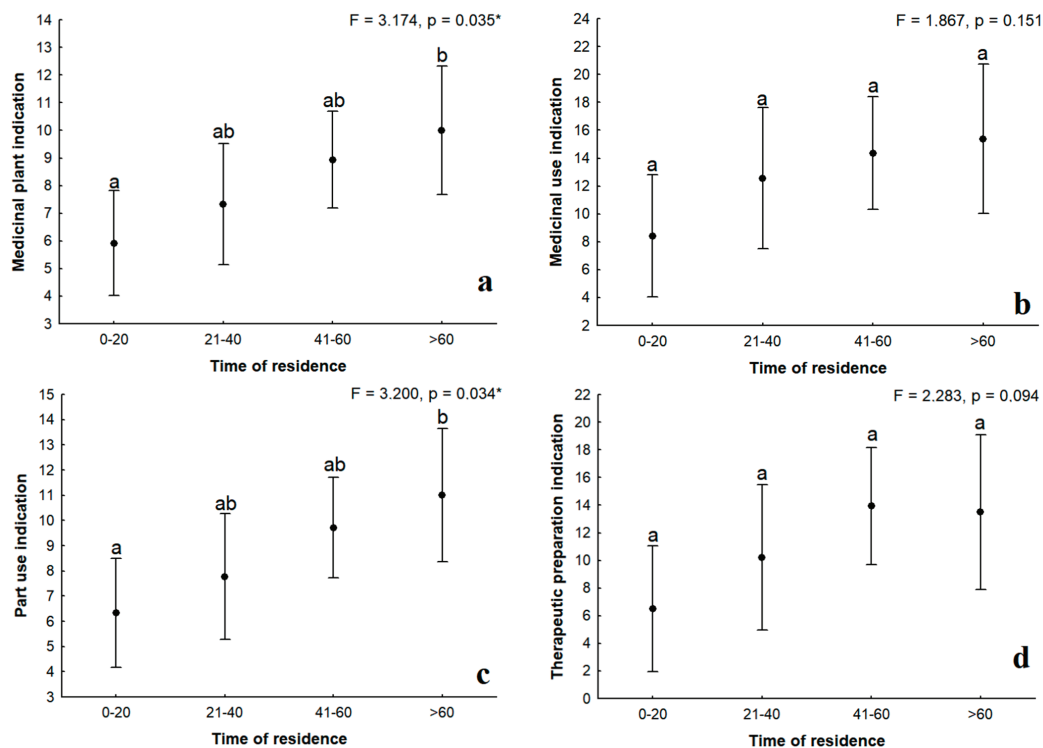 F = 3.174, p = 0.035*
14
13
12
11
10
9
8
7
6
5
4
3
Medicinal plant indication
a
ab
ab
b
a
0-20
21-40
41-60
>60
Time of residence
F = 1.867, p = 0.151
24
22
20
18
16
14
12
10
8
6
4
2
Medicinal use indication
a
a
a
a
b
0-20
21-40
41-60
>60
Time of residence
F = 3.200, p = 0.034*
15
14
13
12
11
10
9
8
7
6
5
4
3
Part use indication
a
ab
ab
b
c
0-20
21-40
41-60
>60
Time of residence
F = 2.283, p = 0.094
22
20
18
16
14
12
10
8
6
4
2
0
Therapeutic preparation indication
a
a
a
a
d
0-20
21-40
41-60
>60
Time of residence